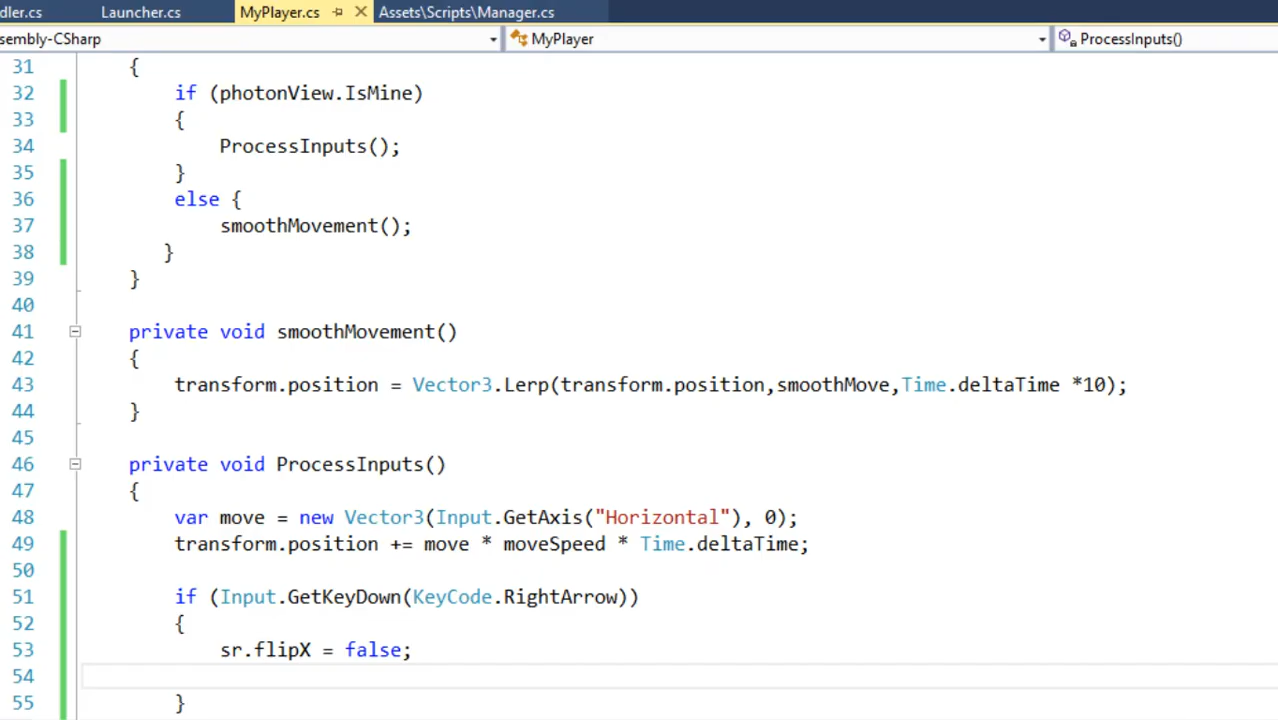 dler.cs Launcher.cs MyPlayer.cs Assets\Scripts\Manager.cs
sembly-CSharp MyPlayer ProcessInputs()
31 {
32 if (photonView.IsMine)
33 {
34 ProcessInputs();
35 }
36 else {
37 smoothMovement();
38 }
39 }
40
41 private void smoothMovement()
42 {
43 transform.position = Vector3.Lerp(transform.position,smoothMove,Time.deltaTime *10);
44 }
45
46 private void ProcessInputs()
47 {
48 var move = new Vector3(Input.GetAxis("Horizontal"), 0);
49 transform.position += move * moveSpeed * Time.deltaTime;
50
51 if (Input.GetKeyDown(KeyCode.RightArrow))
52 {
53 sr.flipX = false;
54
55 }